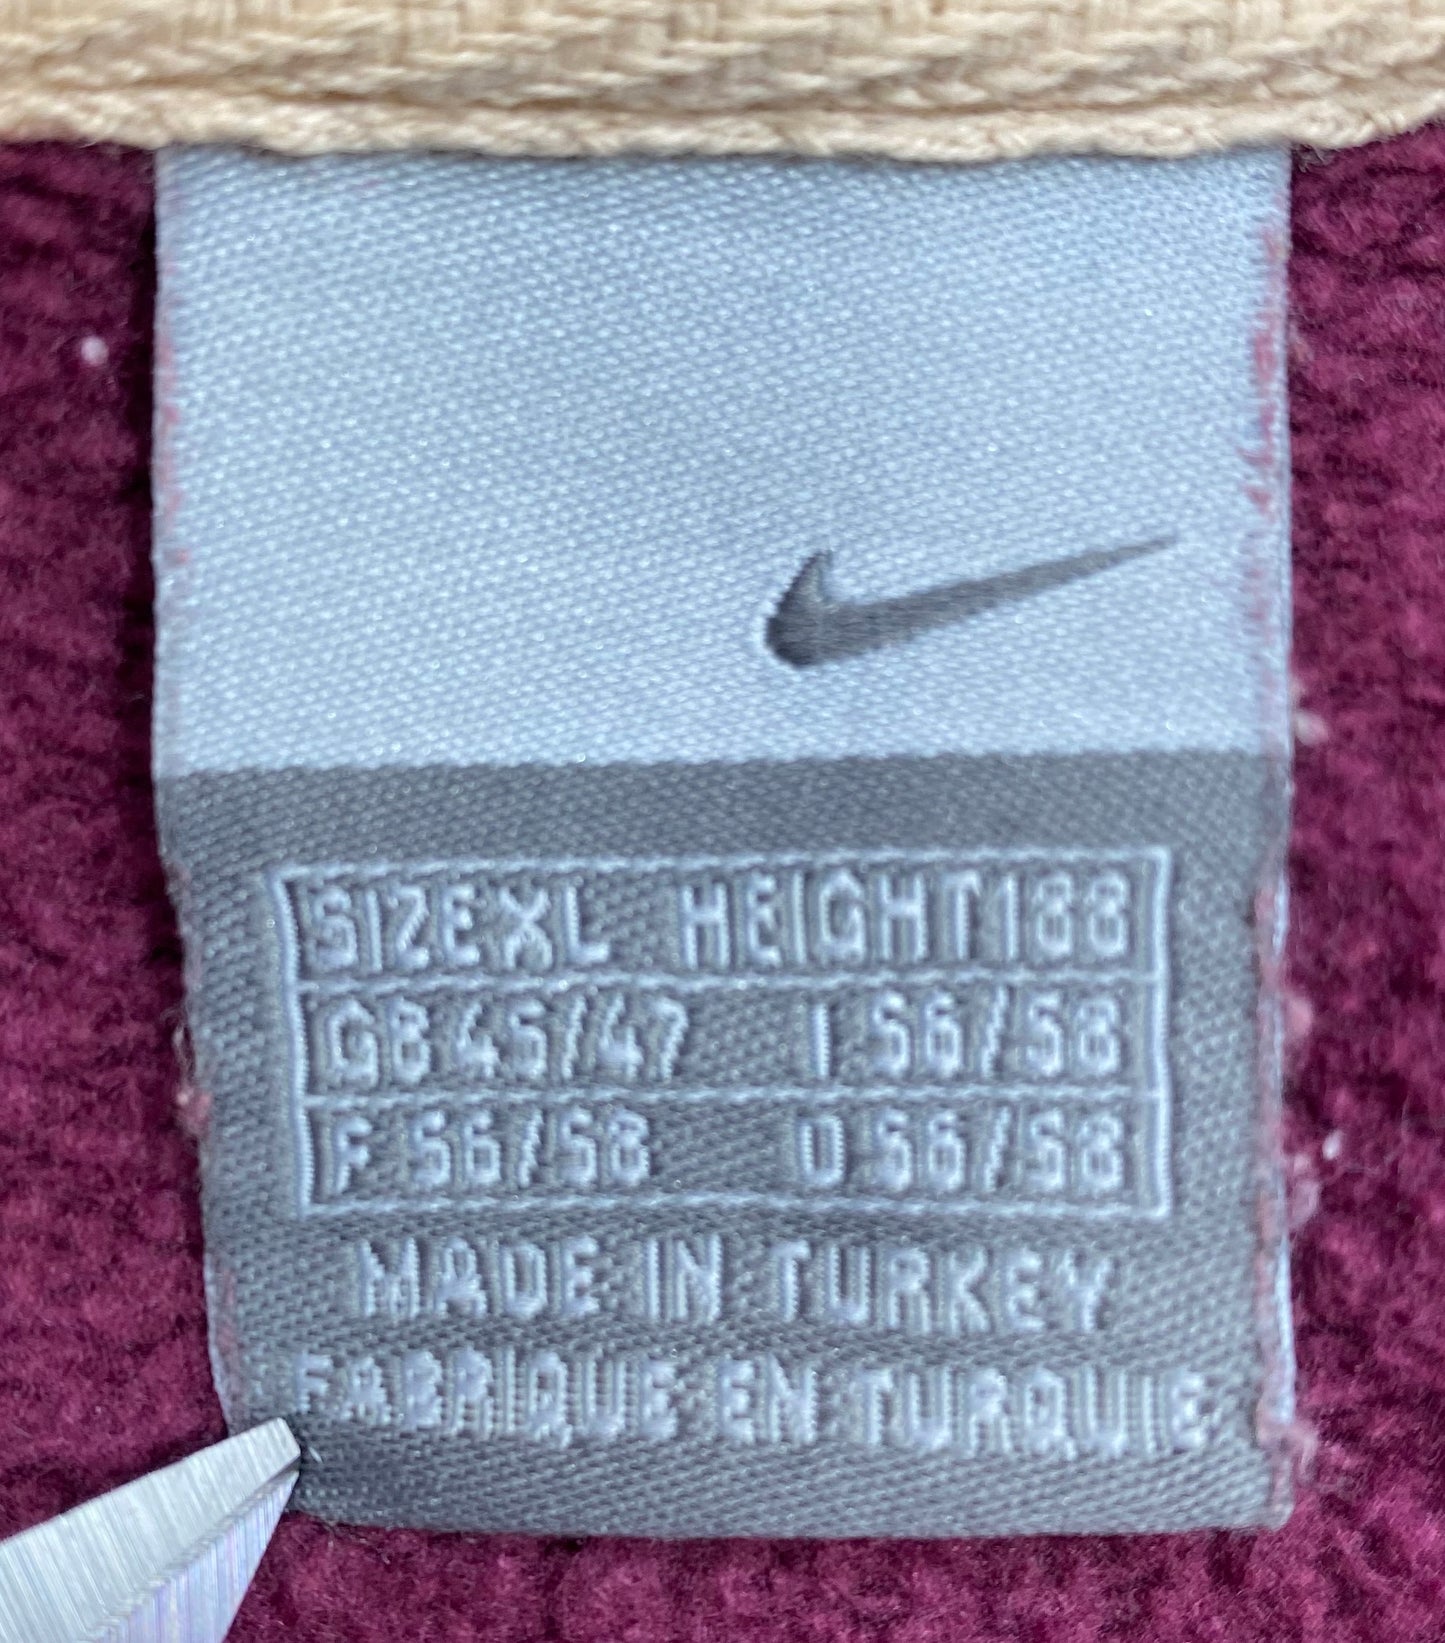 SIZE XL HEIGHT 188
GB 45/47 I 56/58
F 56/58 D 56/58
MADE IN TURKEY
FABRIQUE EN TURQUIE